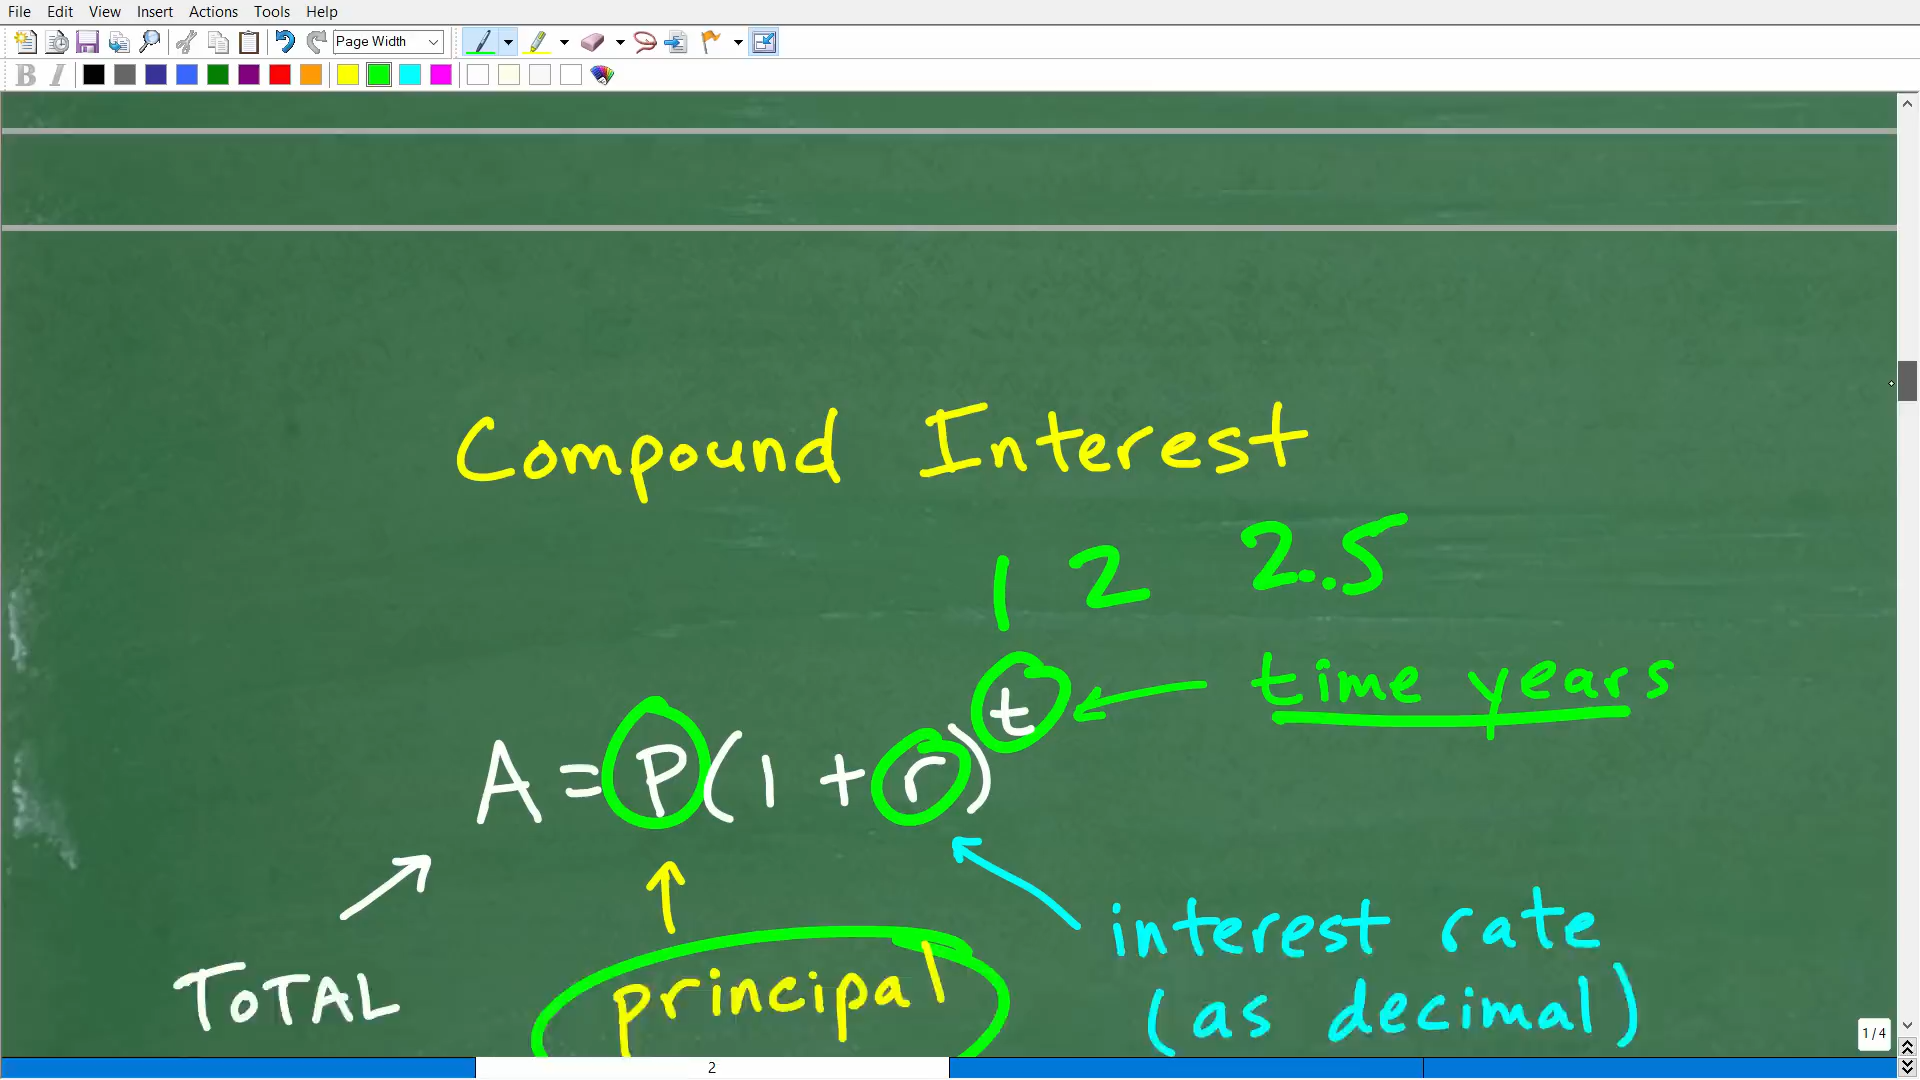 File Edit View Insert Actions Tools Help
Page Width
B I
Compound Interest
1 2 2..5
time years
A = P(1 + r)^t
interest rate
TOTAL principal (as decimal)
1 / 4
2